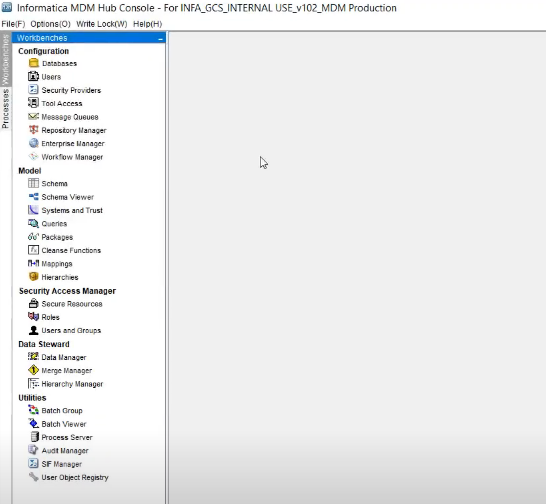 Informatica MDM Hub Console - For INFA_GCS_INTERNAL USE_v102_MDM Production
File(F) Options(O) Write Lock(W) Help(H)
Workbenches
Workbenches
Processes
Configuration
Databases
Users
Security Providers
Tool Access
Message Queues
Repository Manager
Enterprise Manager
Workflow Manager
Model
Schema
Schema Viewer
Systems and Trust
Queries
Packages
Cleanse Functions
Mappings
Hierarchies
Security Access Manager
Secure Resources
Roles
Users and Groups
Data Steward
Data Manager
Merge Manager
Hierarchy Manager
Utilities
Batch Group
Batch Viewer
Process Server
Audit Manager
SIF Manager
User Object Registry